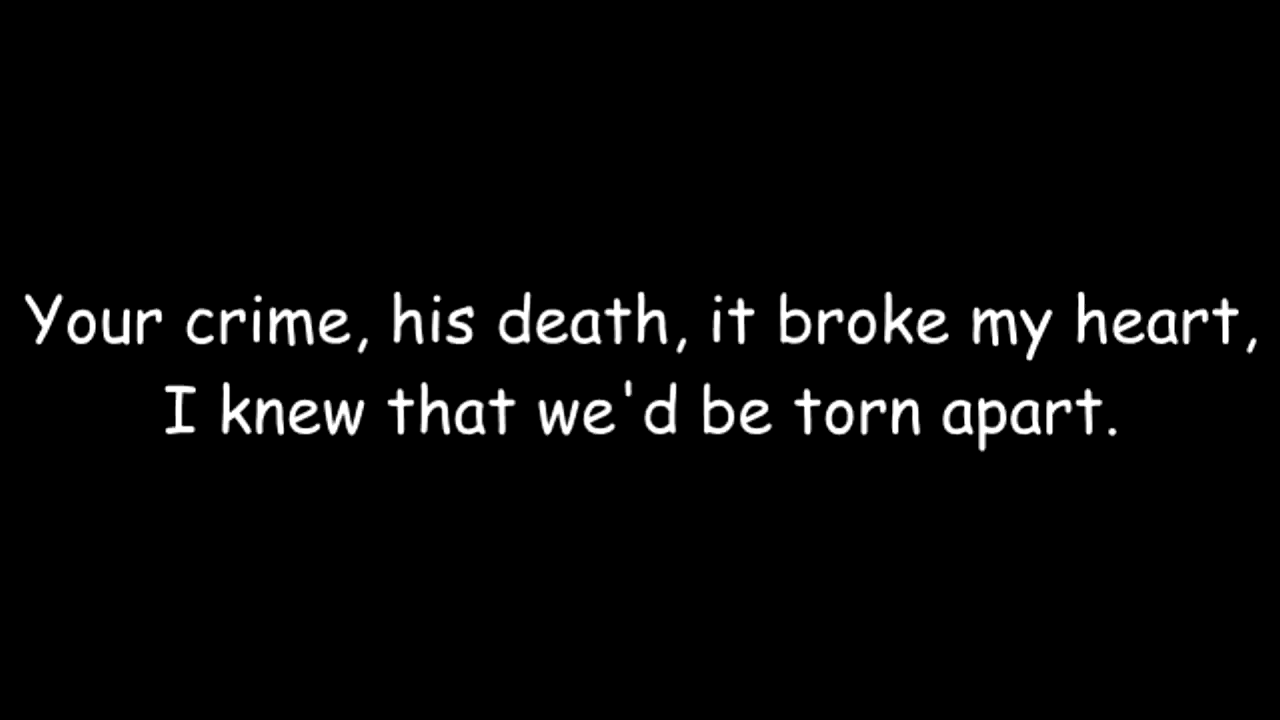 Your crime, his death, it broke my heart,
I knew that we'd be torn apart.